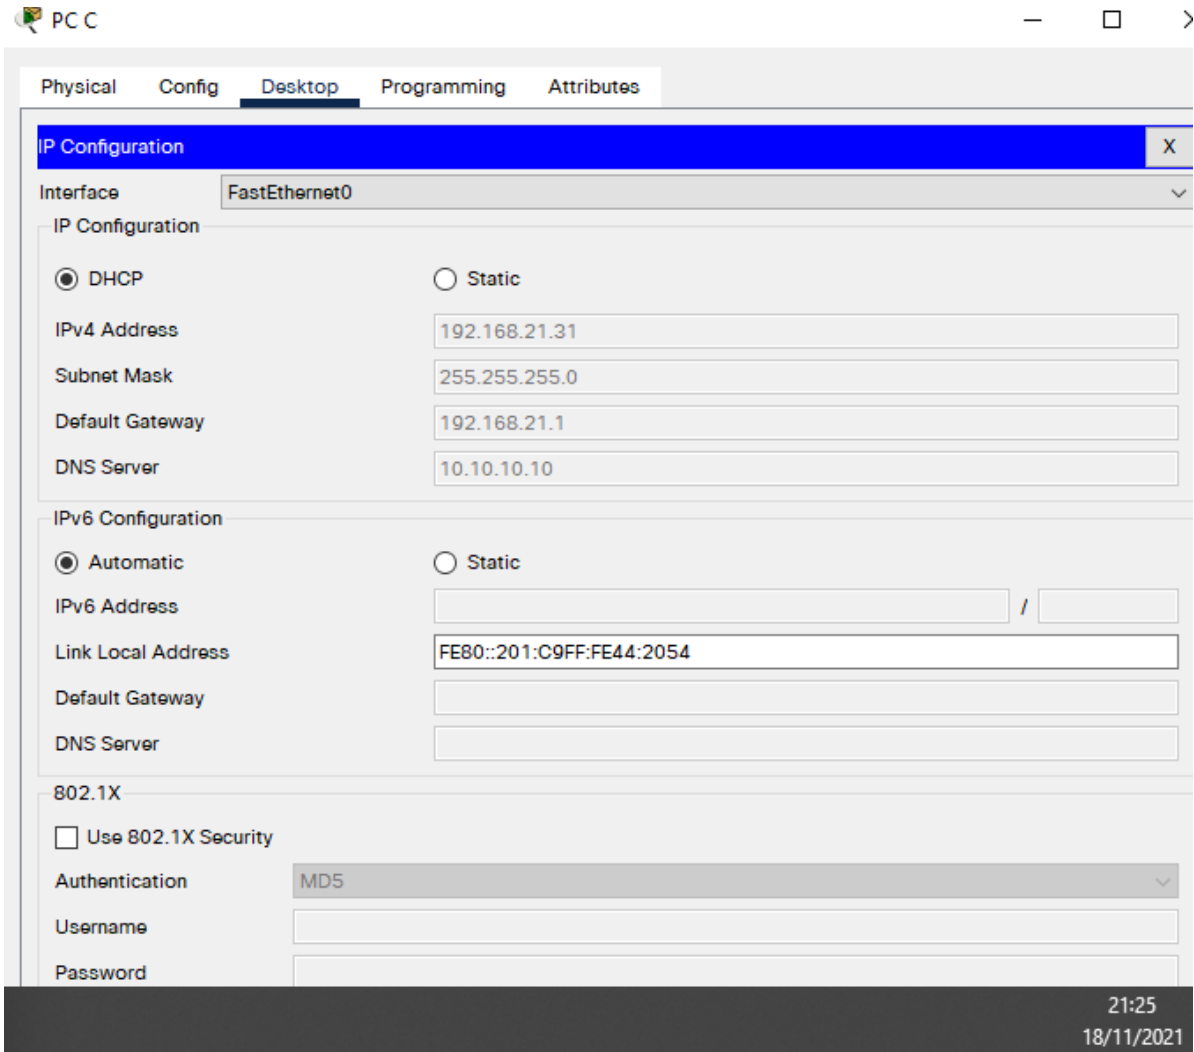 PC C
Physical Config Desktop Programming Attributes
IP Configuration X
Interface FastEthernet0
IP Configuration
DHCP Static
IPv4 Address 192.168.21.31
Subnet Mask 255.255.255.0
Default Gateway 192.168.21.1
DNS Server 10.10.10.10
IPv6 Configuration
Automatic Static
IPv6 Address /
Link Local Address FE80::201:C9FF:FE44:2054
Default Gateway
DNS Server
802.1X
Use 802.1X Security
Authentication MD5
Username
Password
21:25
18/11/2021